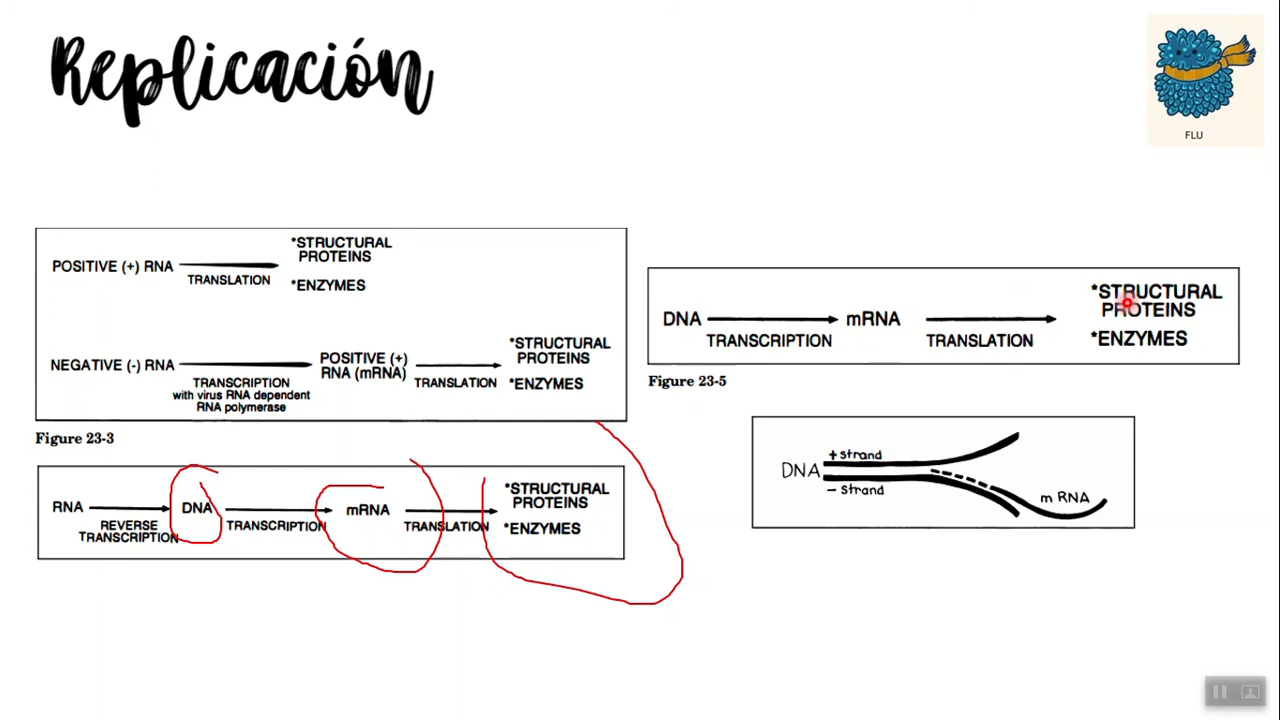 Replicación
FLU
POSITIVE (+) RNA
TRANSLATION
*STRUCTURAL
PROTEINS
*ENZYMES
NEGATIVE (-) RNA
TRANSCRIPTION
with virus RNA dependent
RNA polymerase
POSITIVE (+)
RNA (mRNA)
TRANSLATION
*STRUCTURAL
PROTEINS
*ENZYMES
Figure 23-3
RNA
REVERSE
TRANSCRIPTION
DNA
TRANSCRIPTION
mRNA
TRANSLATION
*STRUCTURAL
PROTEINS
*ENZYMES
DNA
TRANSCRIPTION
mRNA
TRANSLATION
*STRUCTURAL
PROTEINS
*ENZYMES
Figure 23-5
DNA
+ strand
- strand
mRNA